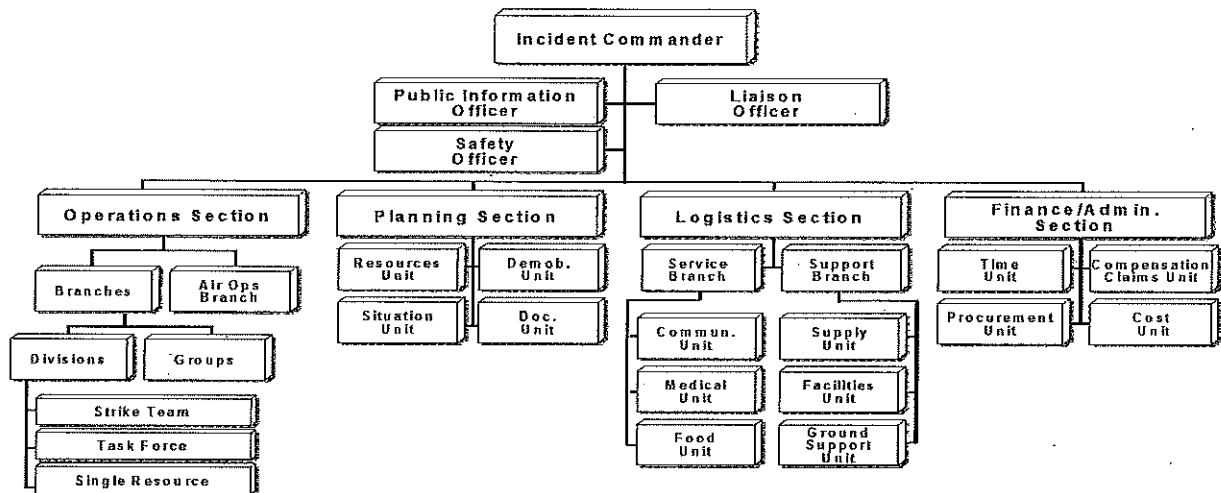 Incident Commander
Public Information
Officer
Liaison
Officer
Safety
Officer
Operations Section
Planning Section
Logistics Section
Finance/Admin.
Section
Branches
Air Ops
Branch
Resources
Unit
Demob.
Unit
Service
Branch
Support
Branch
Time
Unit
Compensation
Claims Unit
Situation
Unit
Doc.
Unit
Procurement
Unit
Cost
Unit
Divisions
Groups
Commun.
Unit
Supply
Unit
Medical
Unit
Facilities
Unit
Strike Team
Task Force
Single Resource
Food
Unit
Ground
Support
Unit